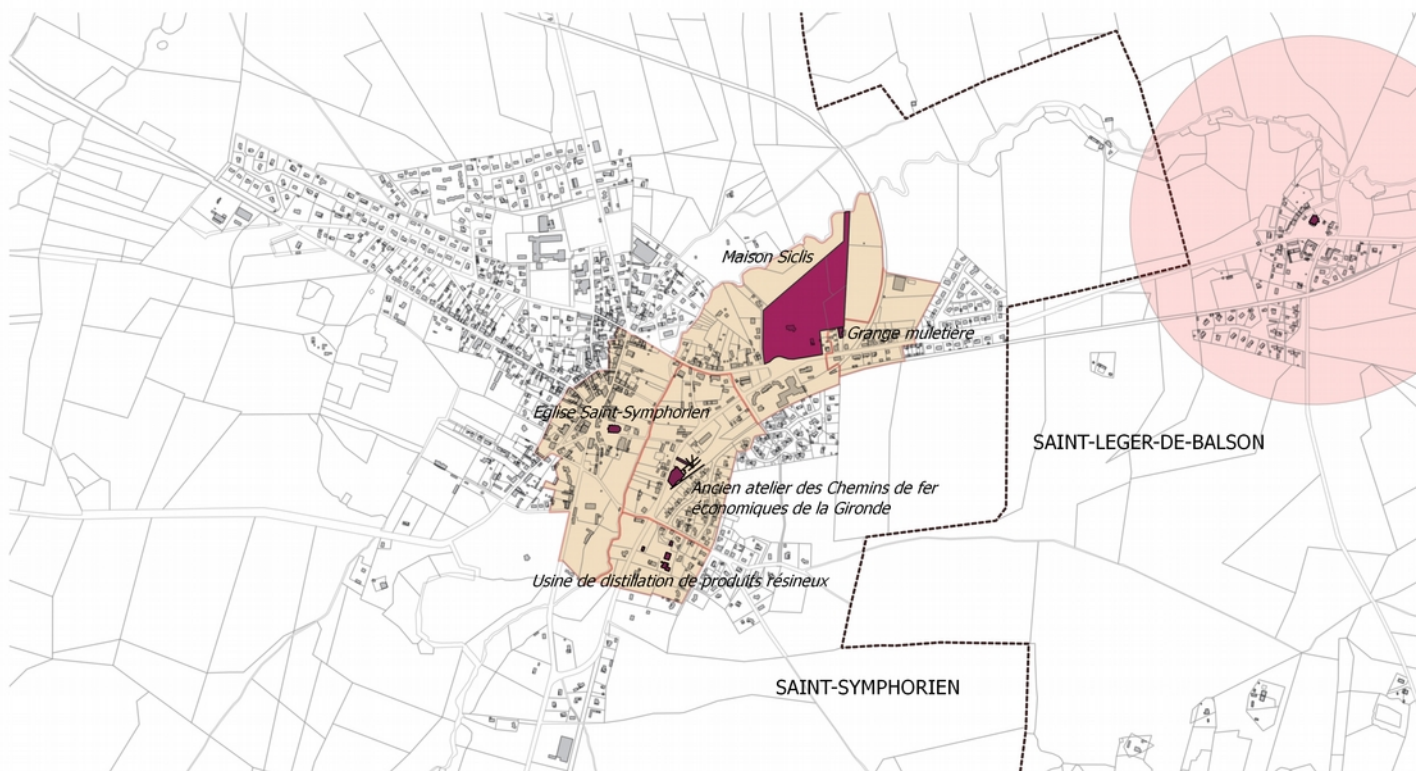 Maison Siclis
Grange muletière
Eglise Saint-Symphorien
SAINT-LEGER-DE-BALSON
Ancien atelier des Chemins de fer
économiques de la Gironde
Usine de distillation de produits résineux
SAINT-SYMPHORIEN